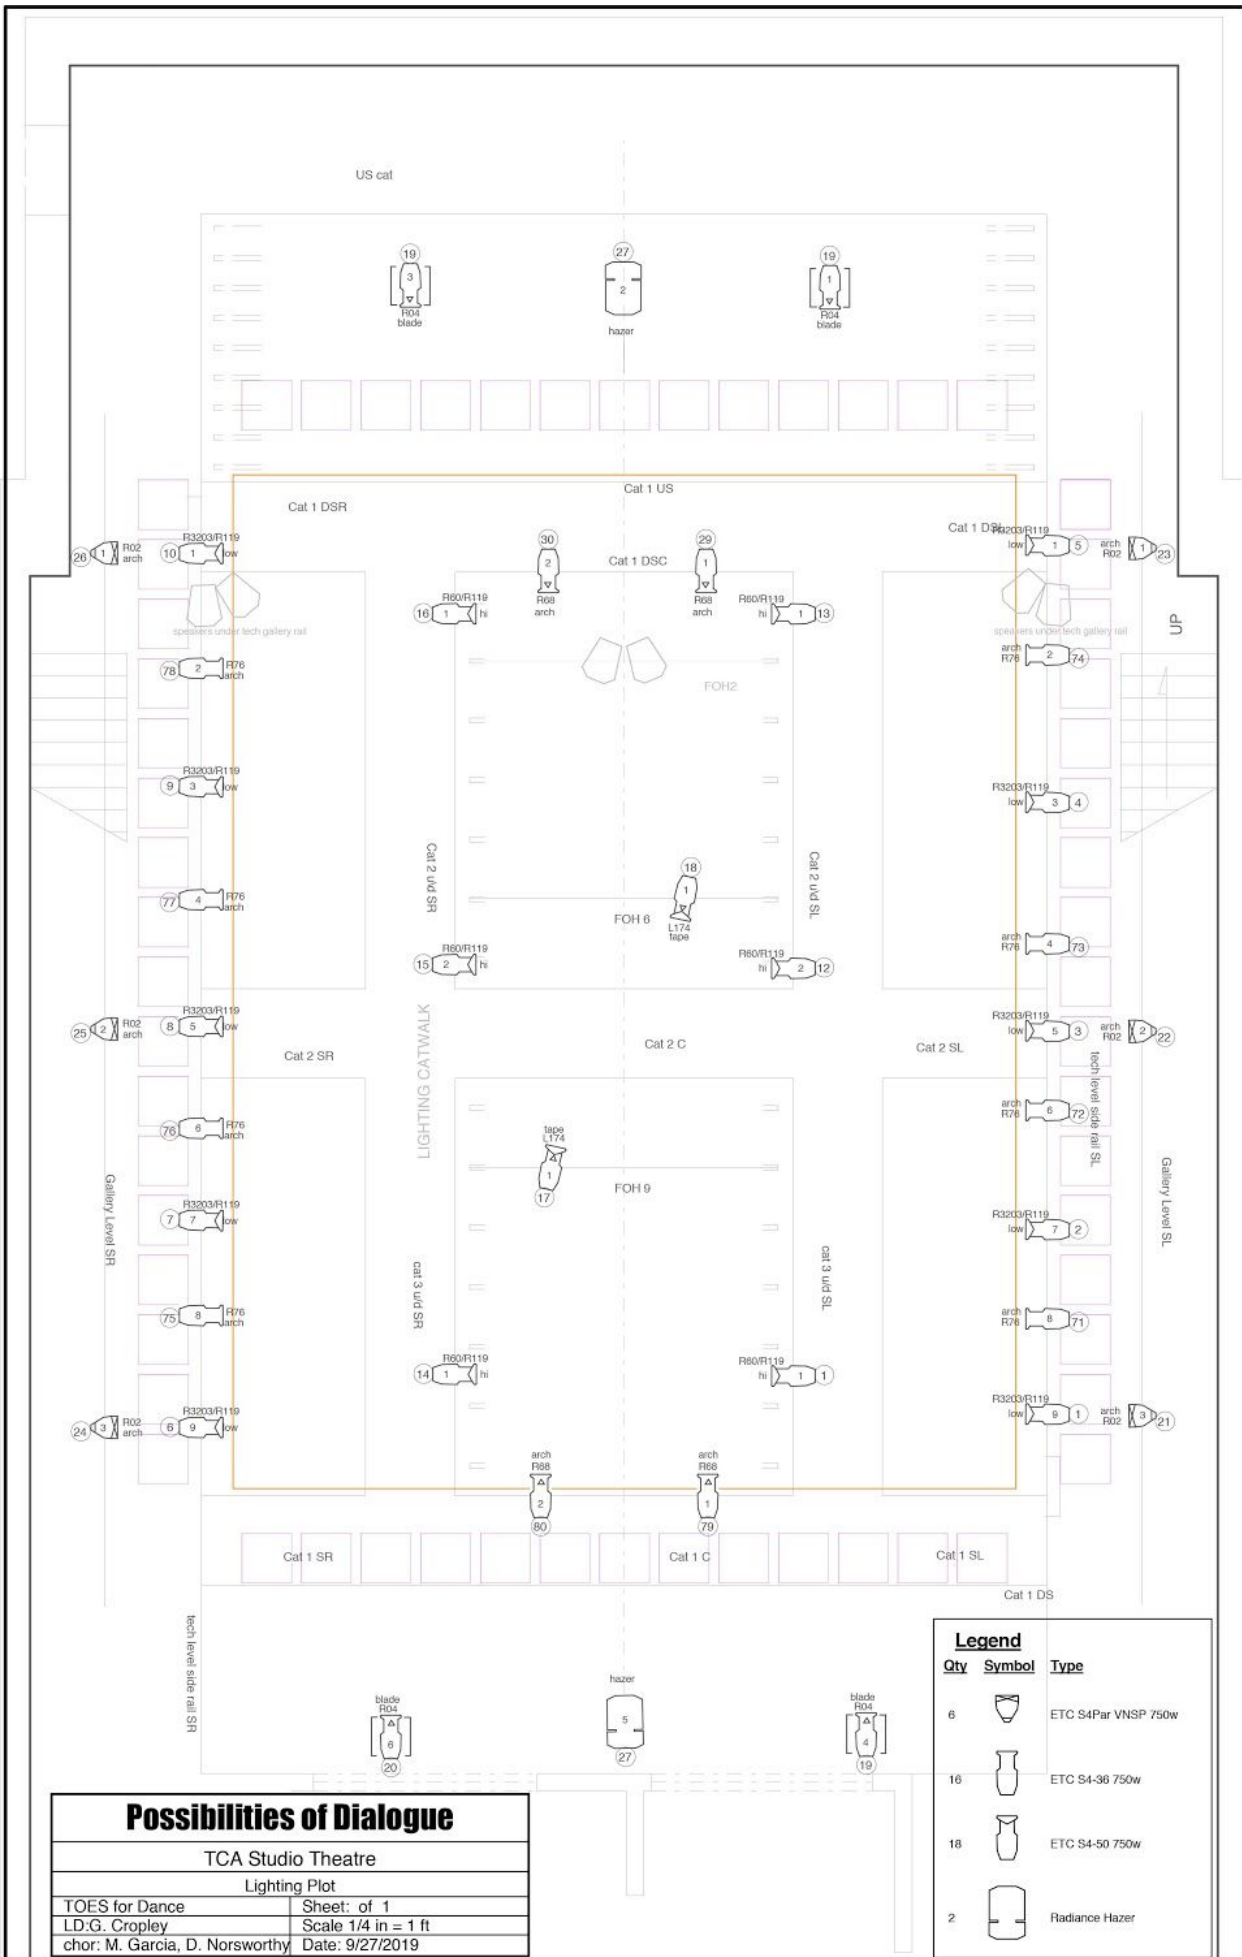 US cat
19
3
R04
blade
27
2
hazer
19
1
R04
blade
Cat 1 US
Cat 1 DSR
Cat 1 DSL
26
1
R02
arch
R3203/R119
10
1
low
30
2
R68
arch
Cat 1 DSC
29
1
R68
arch
R3203/R119
low
1
5
arch
R02
1
23
R60/R119
16
1
hi
R60/R119
hi
1
13
speakers under tech gallery rail
speakers under tech gallery rail
UP
78
2
R76
arch
FOH2
arch
R76
2
74
R3203/R119
9
3
low
R3203/R119
low
3
4
Cat 2 u/d SR
Cat 2 u/d SL
77
4
R76
arch
18
1
L174
tape
FOH 6
R60/R119
15
2
hi
R60/R119
hi
2
12
arch
R76
4
73
25
2
R02
arch
R3203/R119
8
5
low
R3203/R119
low
5
3
arch
R02
2
22
LIGHTING CATWALK
Cat 2 SR
Cat 2 C
Cat 2 SL
tech level side rail SL
76
6
R76
arch
arch
R76
6
72
tape
L174
1
17
FOH 9
Gallery Level SR
R3203/R119
7
7
low
R3203/R119
low
7
2
Gallery Level SL
cat 3 u/d SR
cat 3 u/d SL
75
8
R76
arch
arch
R76
8
71
R60/R119
14
1
hi
R60/R119
hi
1
1
24
3
R02
arch
R3203/R119
6
9
low
R3203/R119
low
9
1
arch
R02
3
21
arch
R68
2
80
arch
R68
1
79
Cat 1 SR
Cat 1 C
Cat 1 SL
Cat 1 DS
tech level side rail SR
blade
R04
6
20
hazer
5
27
blade
R04
4
19
Legend
Qty Symbol Type
6 ETC S4Par VNSP 750w
16 ETC S4-36 750w
18 ETC S4-50 750w
2 Radiance Hazer
Possibilities of Dialogue
TCA Studio Theatre
Lighting Plot
TOES for Dance Sheet: of 1
LD:G. Cropley Scale 1/4 in = 1 ft
chor: M. Garcia, D. Norsworthy Date: 9/27/2019